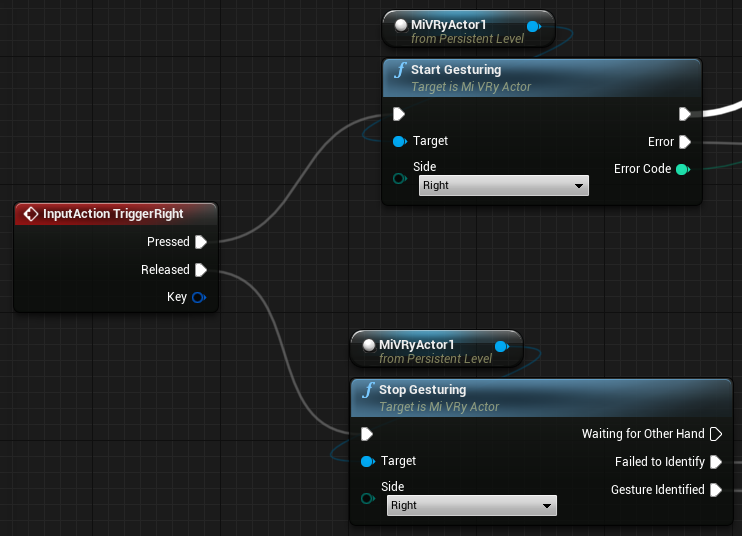 MiVRyActor1
from Persistent Level
f Start Gesturing
Target is Mi VRy Actor
Target
Error
Side
Error Code
Right
InputAction TriggerRight
Pressed
Released
Key
MiVRyActor1
from Persistent Level
f Stop Gesturing
Target is Mi VRy Actor
Waiting for Other Hand
Target
Failed to Identify
Side
Gesture Identified
Right